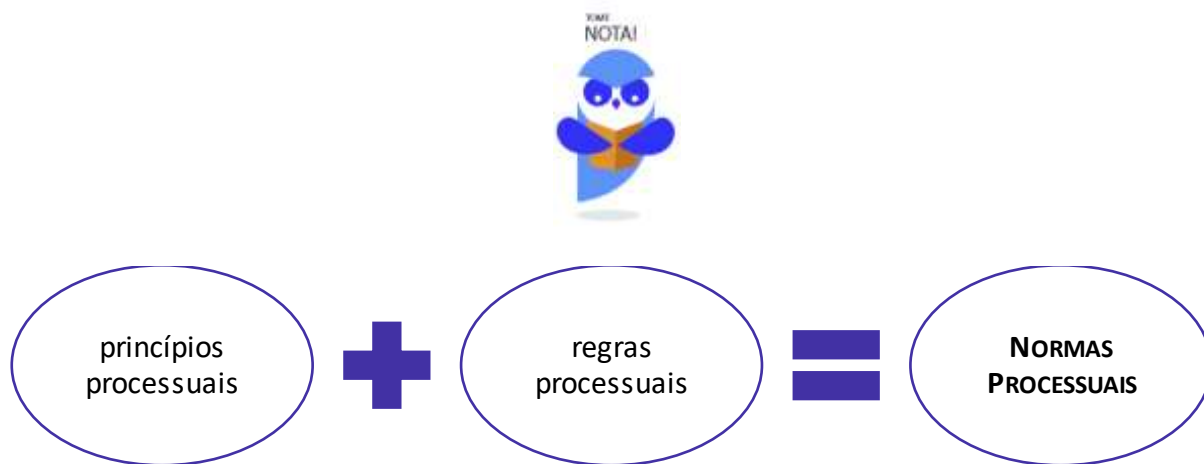 TOME
NOTA!
princípios
processuais
regras
processuais
NORMAS
PROCESSUAIS